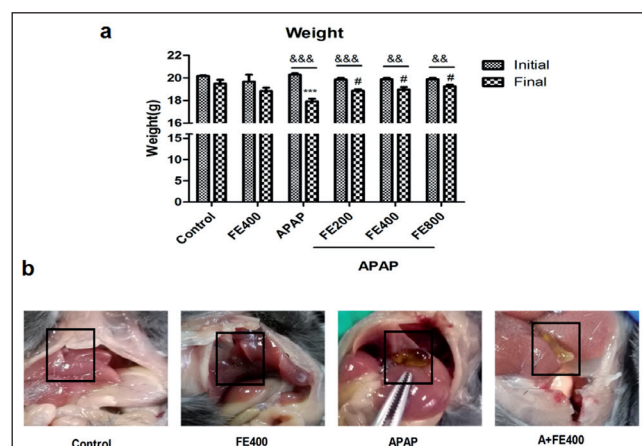 a
Weight
Weight(g)
22
20
18
16
15
10
5
0
&&&
&&&
&&
&&
***
#
#
#
Initial
Final
Control
FE400
APAP
FE200
FE400
FE800
APAP
b
Control
FE400
APAP
A+FE400